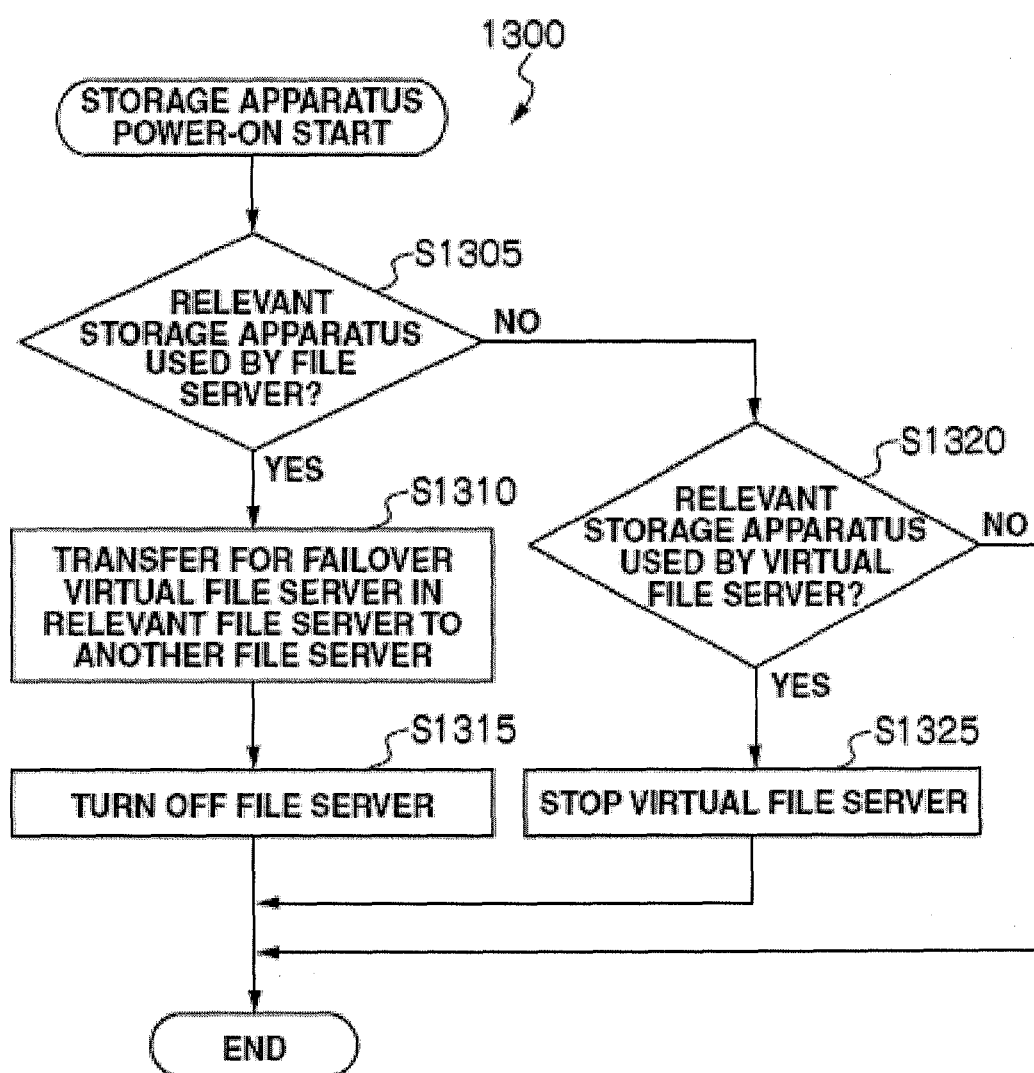 1300
STORAGE APPARATUS
POWER-ON START
S1305
RELEVANT
STORAGE APPARATUS
USED BY FILE
SERVER?
NO
YES
S1310
TRANSFER FOR FAILOVER
VIRTUAL FILE SERVER IN
RELEVANT FILE SERVER TO
ANOTHER FILE SERVER
S1315
TURN OFF FILE SERVER
S1320
RELEVANT
STORAGE APPARATUS
USED BY VIRTUAL
FILE SERVER?
NO
YES
S1325
STOP VIRTUAL FILE SERVER
END